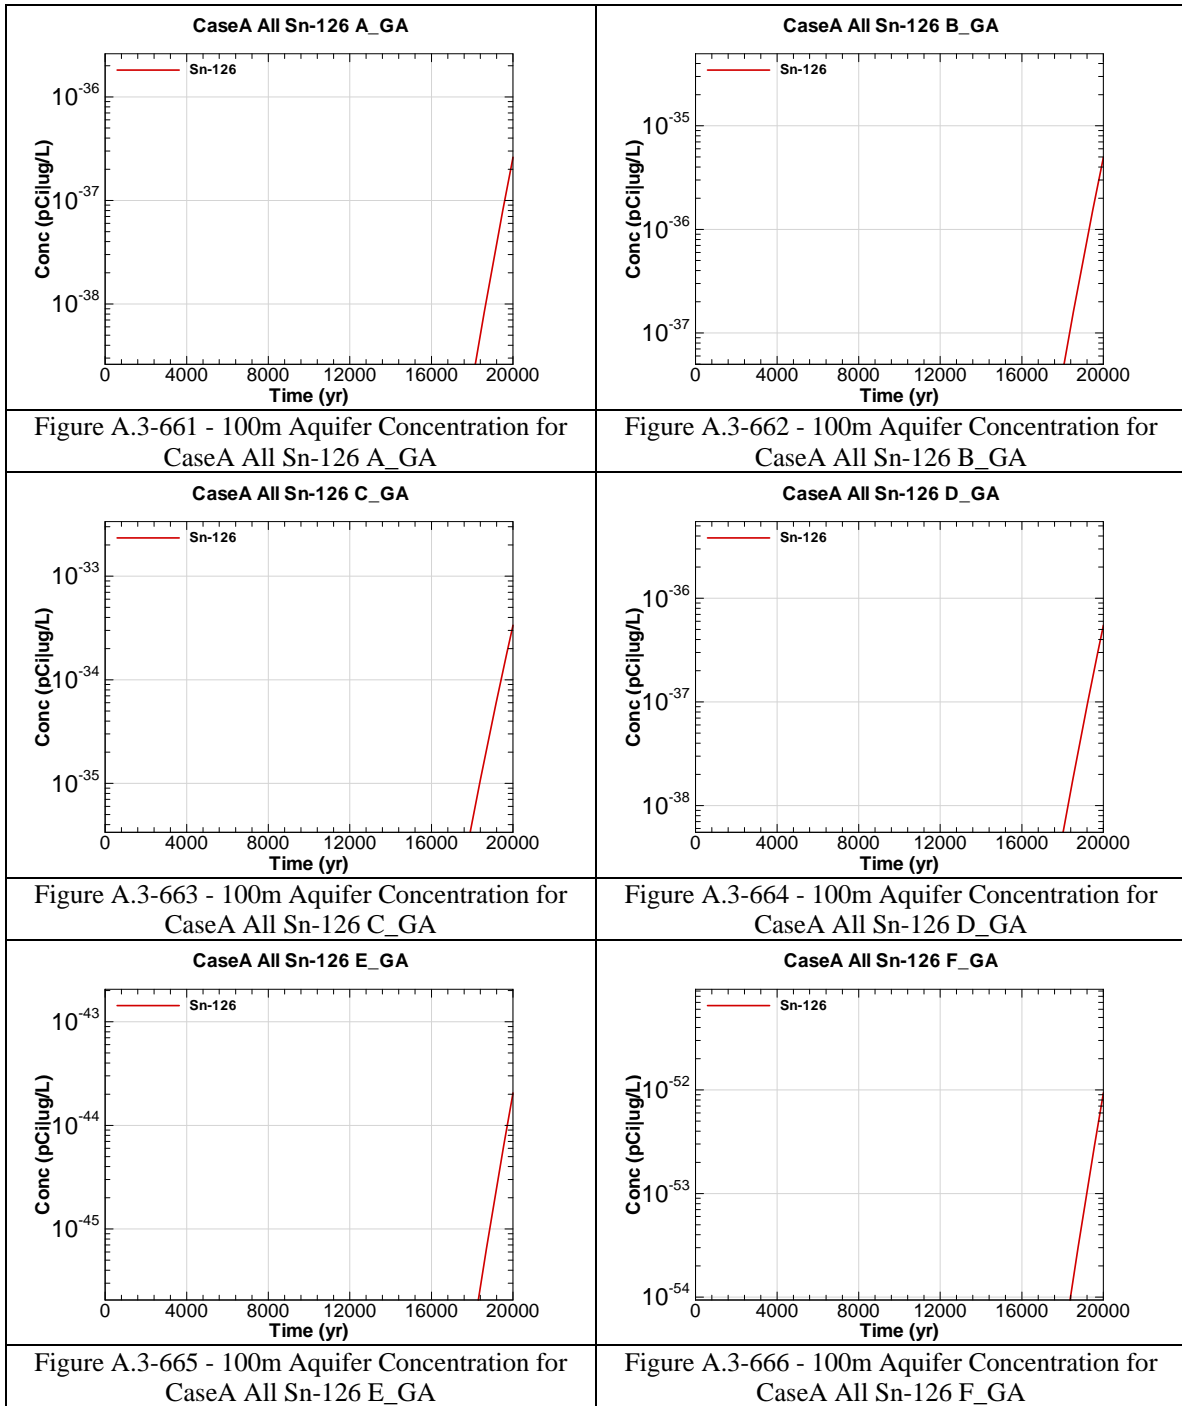 CaseA All Sn-126 A_GA
Sn-126
Conc (pCi|ug/L)
10-36
10-37
10-38
0 4000 8000 12000 16000 20000
Time (yr)
Figure A.3-661 - 100m Aquifer Concentration for
CaseA All Sn-126 A_GA
CaseA All Sn-126 B_GA
Sn-126
Conc (pCi|ug/L)
10-35
10-36
10-37
0 4000 8000 12000 16000 20000
Time (yr)
Figure A.3-662 - 100m Aquifer Concentration for
CaseA All Sn-126 B_GA
CaseA All Sn-126 C_GA
Sn-126
Conc (pCi|ug/L)
10-33
10-34
10-35
0 4000 8000 12000 16000 20000
Time (yr)
Figure A.3-663 - 100m Aquifer Concentration for
CaseA All Sn-126 C_GA
CaseA All Sn-126 D_GA
Sn-126
Conc (pCi|ug/L)
10-36
10-37
10-38
0 4000 8000 12000 16000 20000
Time (yr)
Figure A.3-664 - 100m Aquifer Concentration for
CaseA All Sn-126 D_GA
CaseA All Sn-126 E_GA
Sn-126
Conc (pCi|ug/L)
10-43
10-44
10-45
0 4000 8000 12000 16000 20000
Time (yr)
Figure A.3-665 - 100m Aquifer Concentration for
CaseA All Sn-126 E_GA
CaseA All Sn-126 F_GA
Sn-126
Conc (pCi|ug/L)
10-52
10-53
10-54
0 4000 8000 12000 16000 20000
Time (yr)
Figure A.3-666 - 100m Aquifer Concentration for
CaseA All Sn-126 F_GA